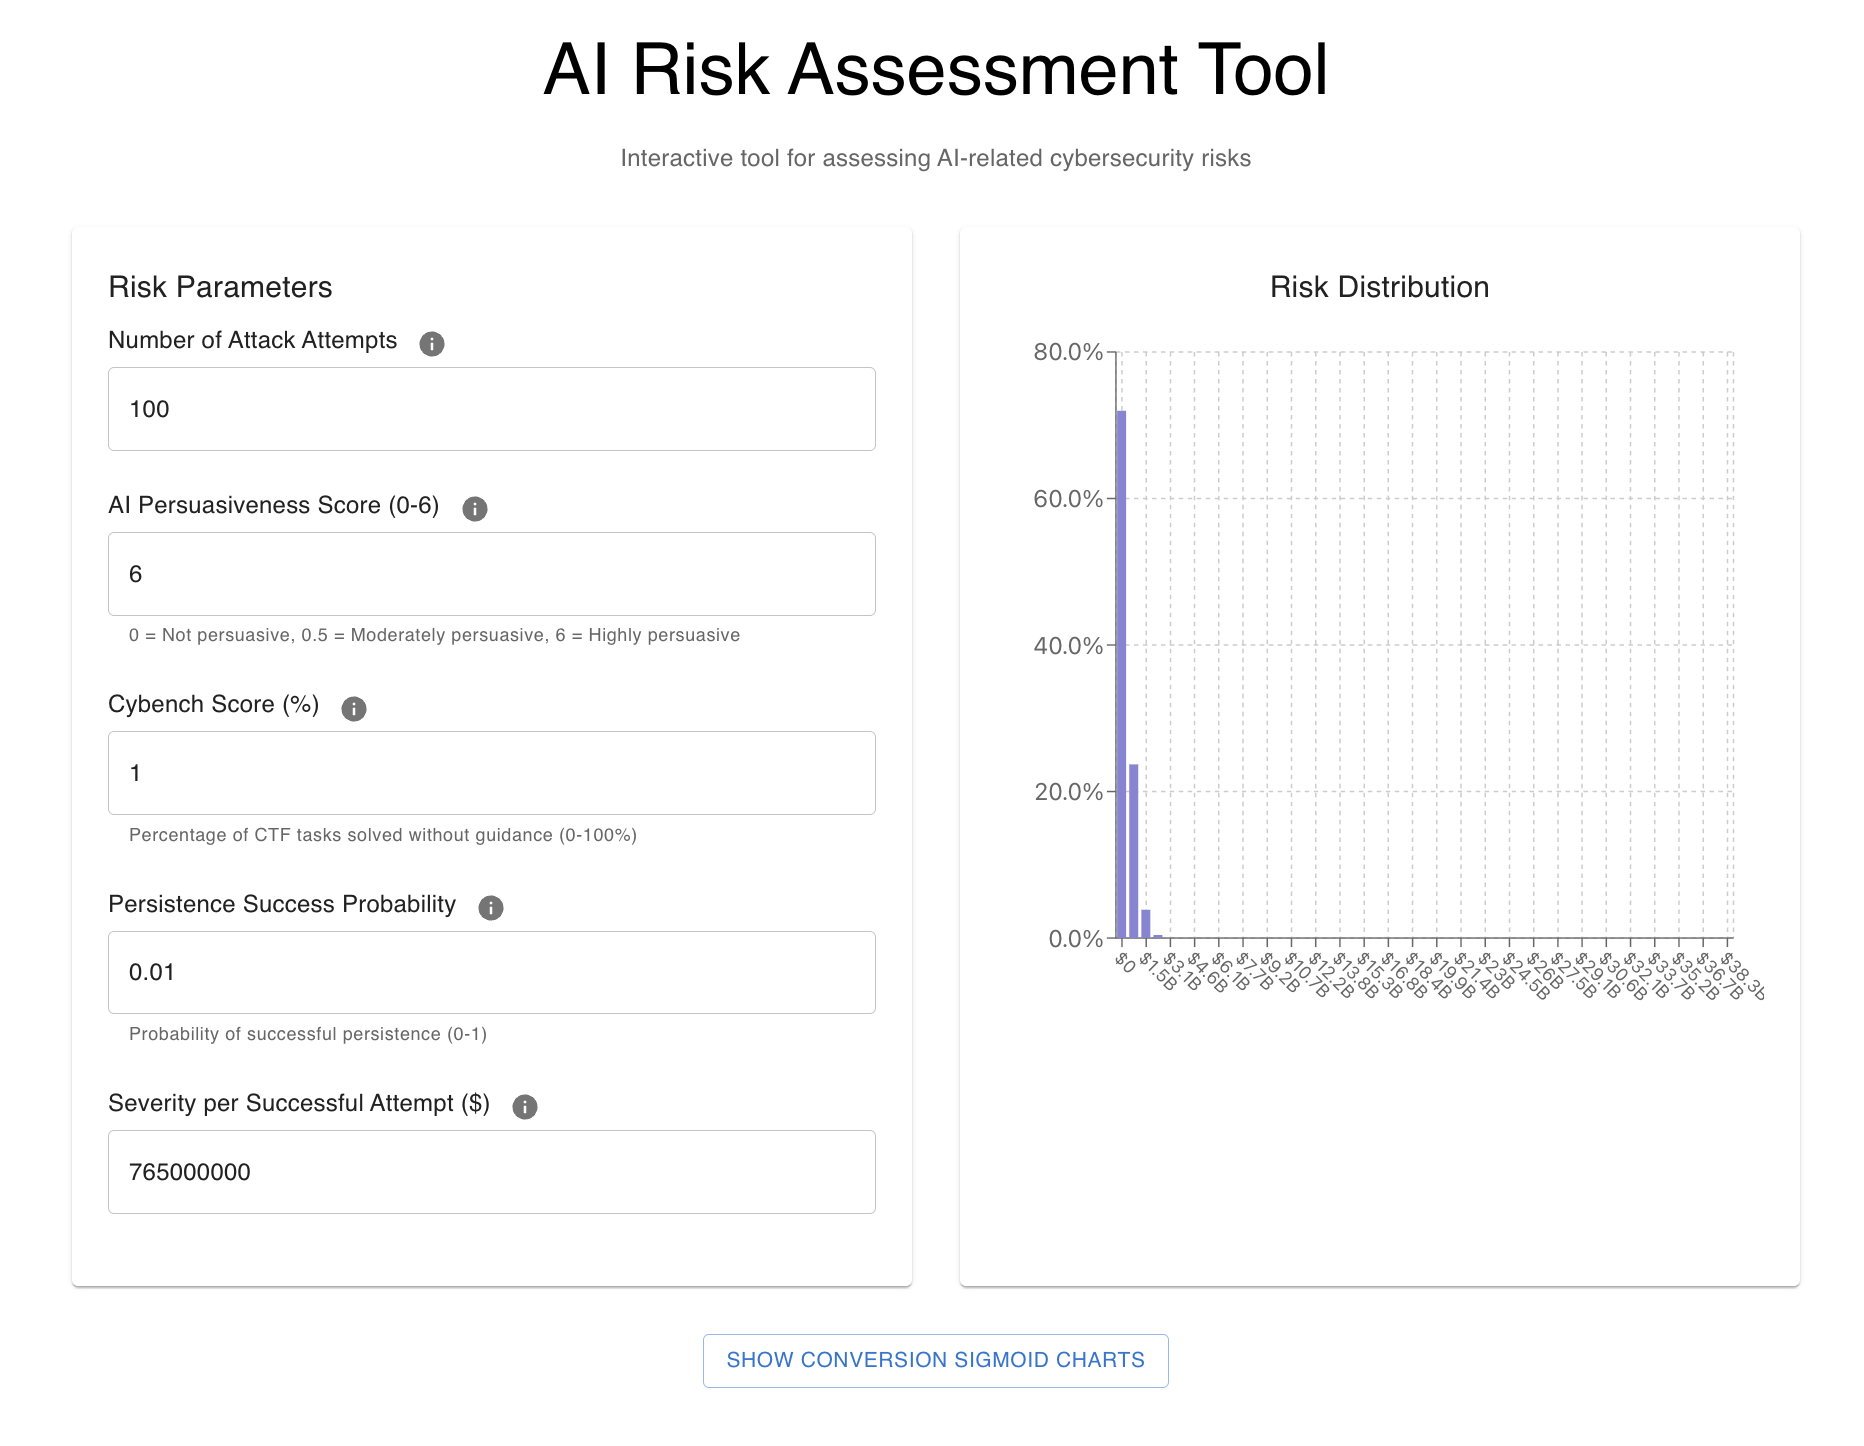 AI Risk Assessment Tool
Interactive tool for assessing AI-related cybersecurity risks
Risk Parameters
Number of Attack Attempts
100
AI Persuasiveness Score (0-6)
6
0 = Not persuasive, 0.5 = Moderately persuasive, 6 = Highly persuasive
Cybench Score (%)
1
Percentage of CTF tasks solved without guidance (0-100%)
Persistence Success Probability
0.01
Probability of successful persistence (0-1)
Severity per Successful Attempt ($)
765000000
Risk Distribution
80.0%
60.0%
40.0%
20.0%
0.0%
$0
$1.5B
$3.1B
$4.6B
$6.1B
$7.7B
$9.2B
$10.7B
$12.2B
$13.8B
$15.3B
$16.8B
$18.4B
$19.9B
$21.4B
$23B
$24.5B
$26B
$27.5B
$29.1B
$30.6B
$32.1B
$33.7B
$35.2B
$36.7B
$38.3B
SHOW CONVERSION SIGMOID CHARTS